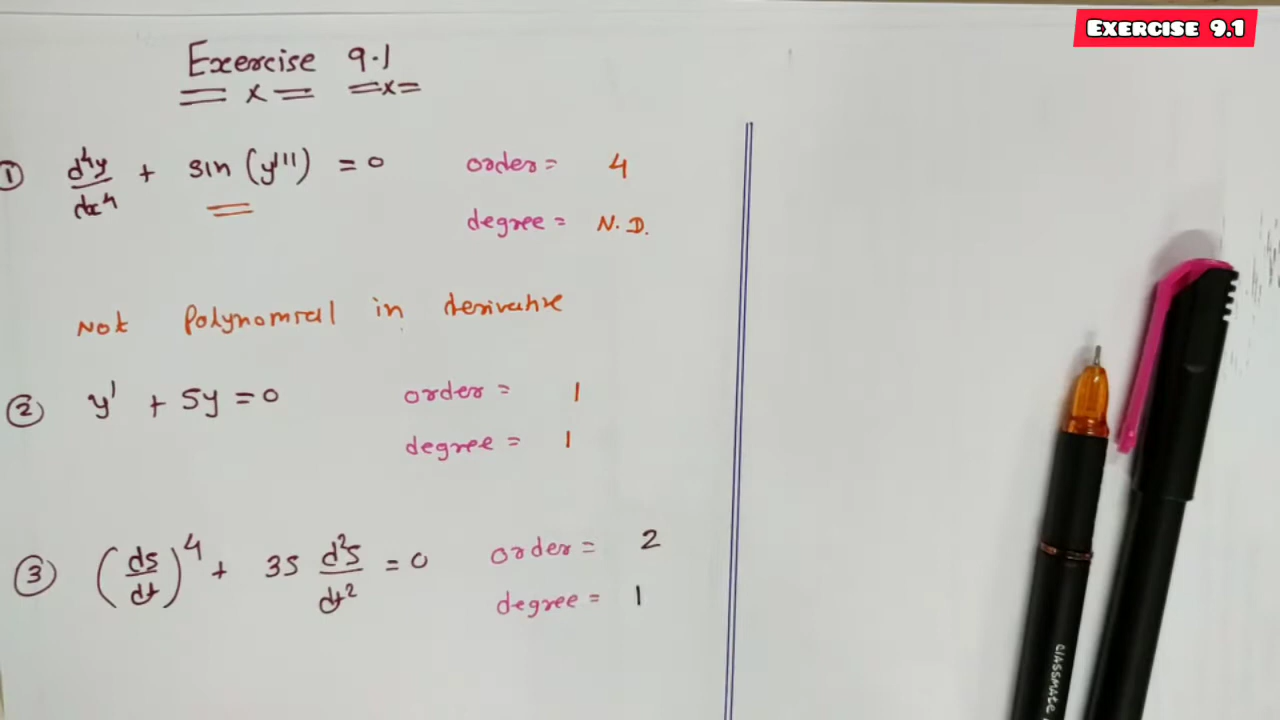 EXERCISE 9.1
Exercise 9.1
① d⁴y/dx⁴ + sin (y''') = 0 order = 4
degree = N.D.
Not Polynomial in derivative
② y' + 5y = 0 order = 1
degree = 1
③ (ds/dt)⁴ + 3s d²s/dt² = 0 order = 2
degree = 1
CLASSMATE